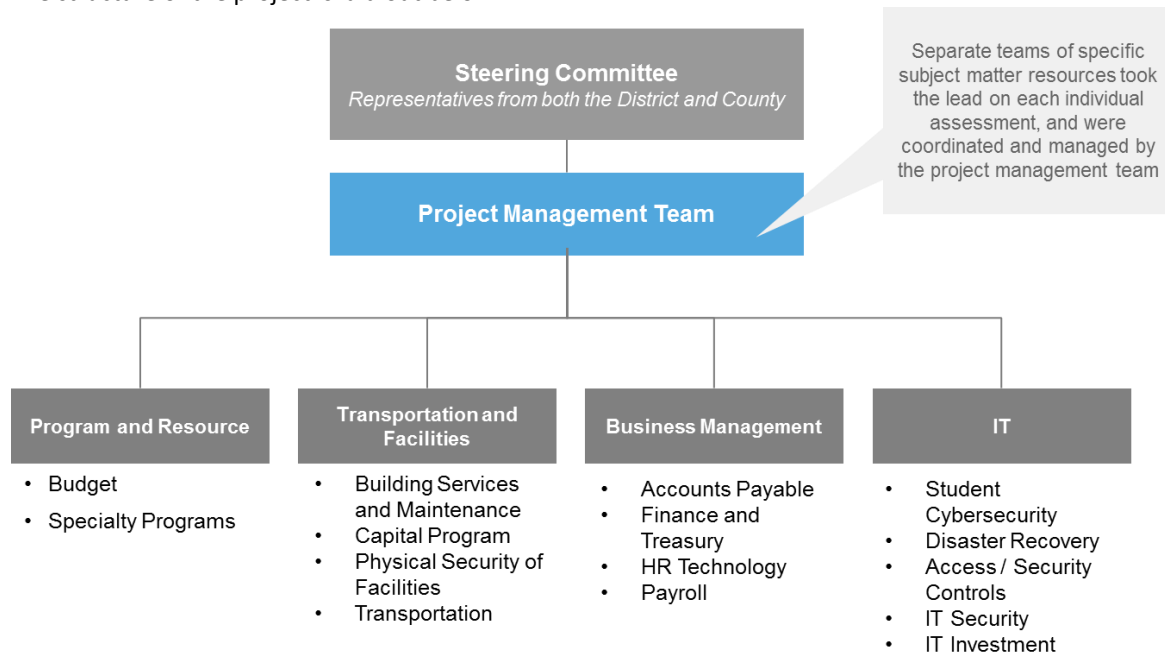 Steering Committee
Representatives from both the District and County
Separate teams of specific
subject matter resources took
the lead on each individual
assessment, and were
coordinated and managed by
the project management team
Project Management Team
Program and Resource
• Budget
• Specialty Programs
Transportation and
Facilities
• Building Services
and Maintenance
• Capital Program
• Physical Security of
Facilities
• Transportation
Business Management
• Accounts Payable
• Finance and
Treasury
• HR Technology
• Payroll
IT
• Student
Cybersecurity
• Disaster Recovery
• Access / Security
Controls
• IT Security
• IT Investment